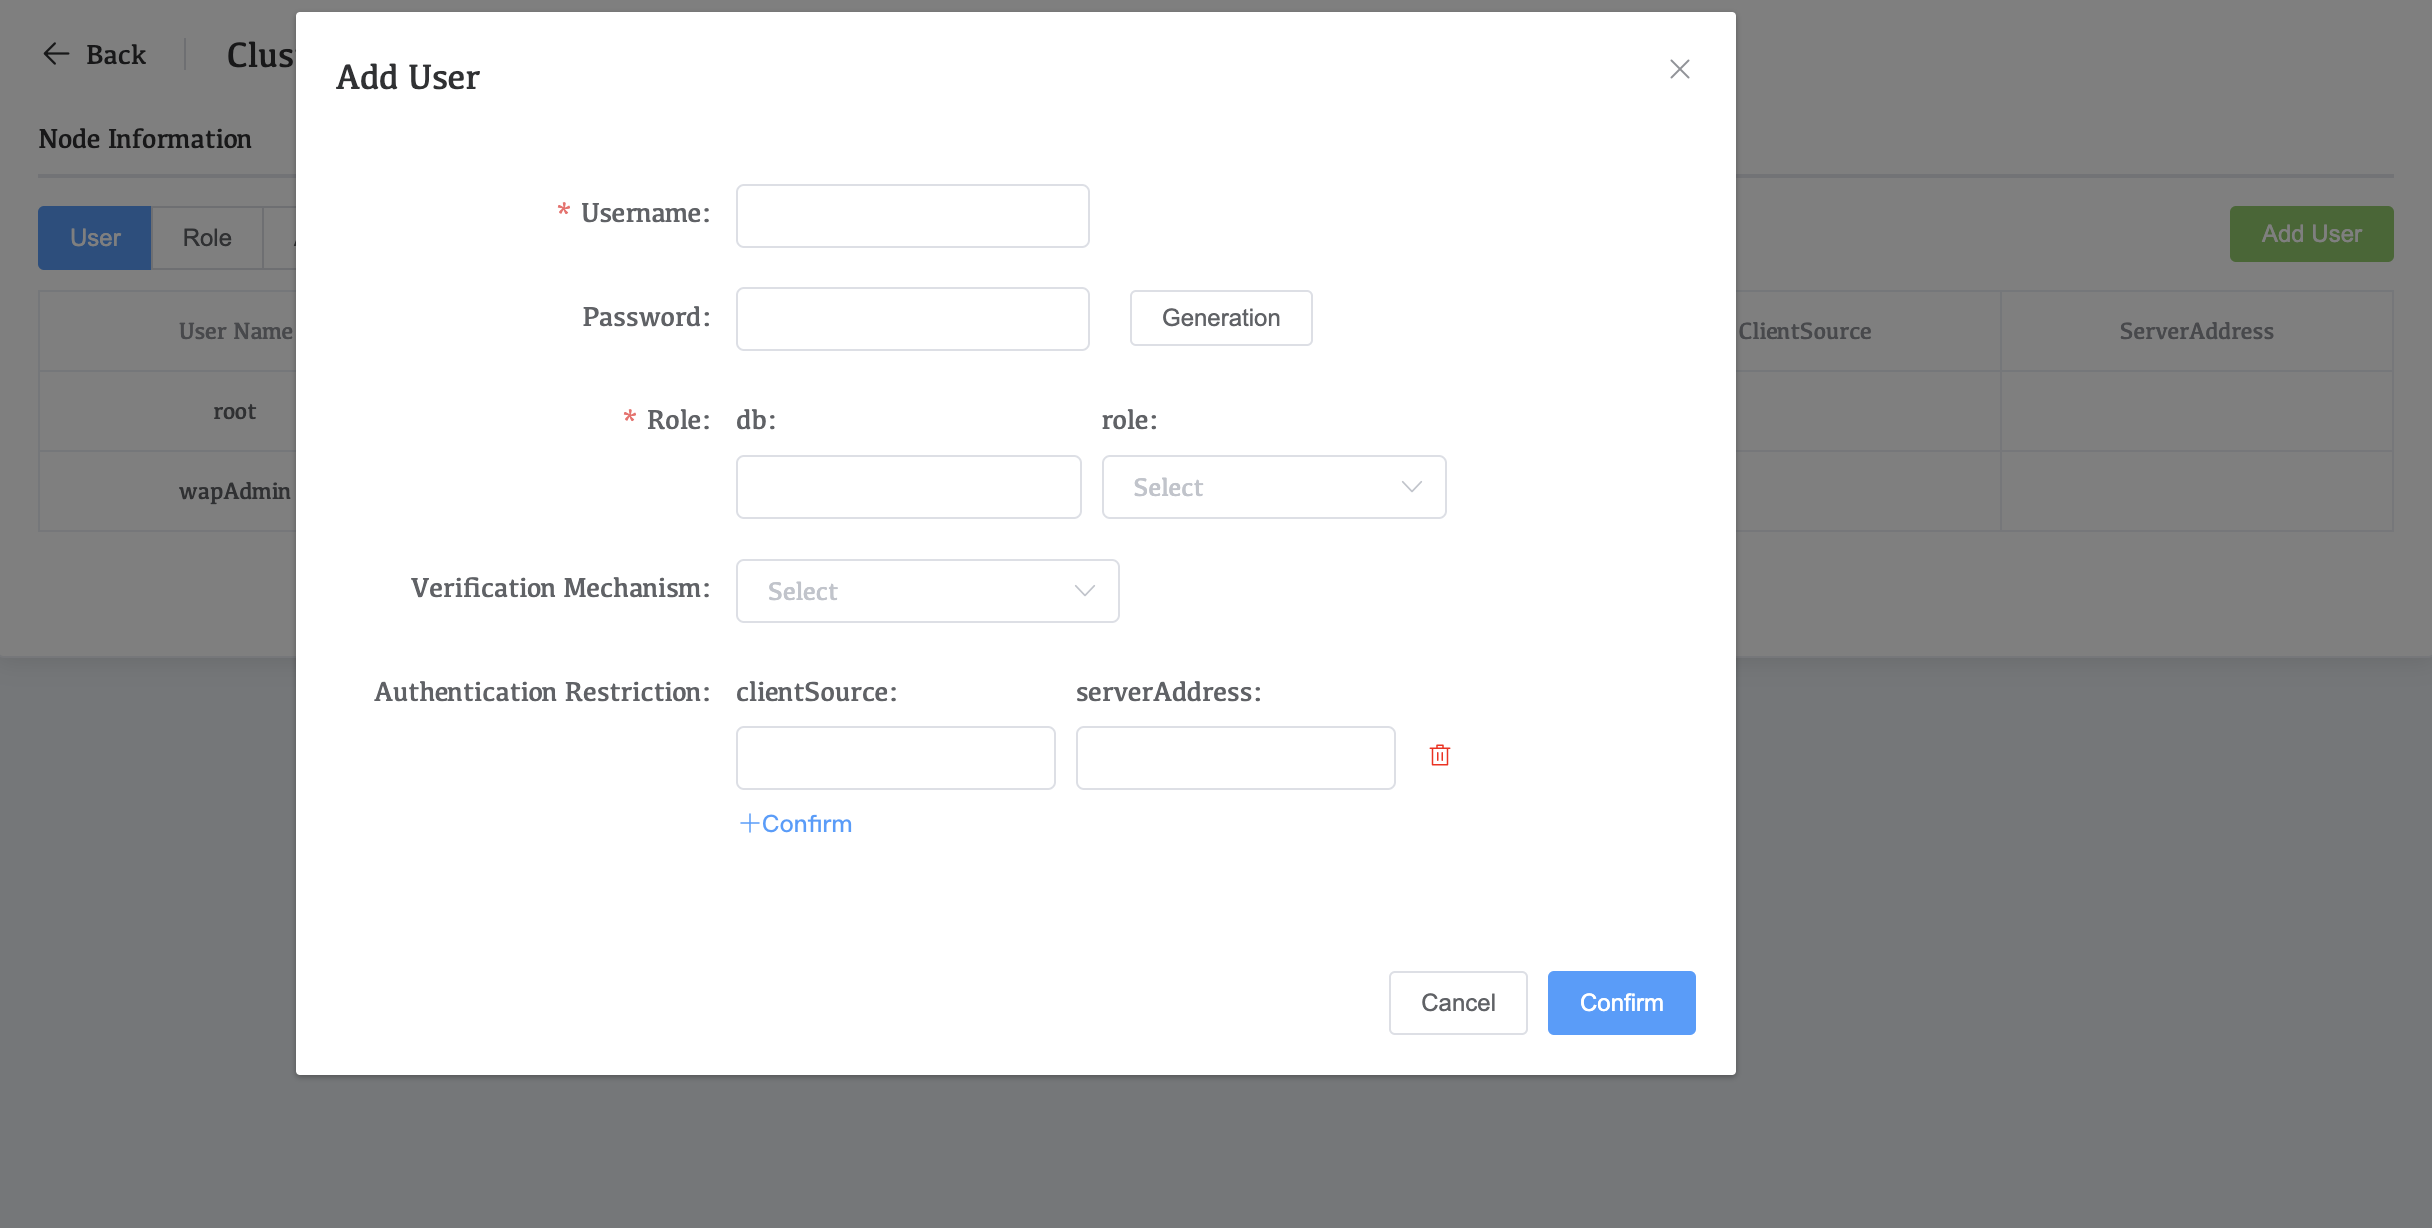 Back
Clus
Add User
Node Information
* Username:
User
Role
Add User
Password:
Generation
User Name
ClientSource
ServerAddress
root
* Role:
db:
role:
Select
wapAdmin
Verification Mechanism:
Select
Authentication Restriction:
clientSource:
serverAddress:
+Confirm
Cancel
Confirm